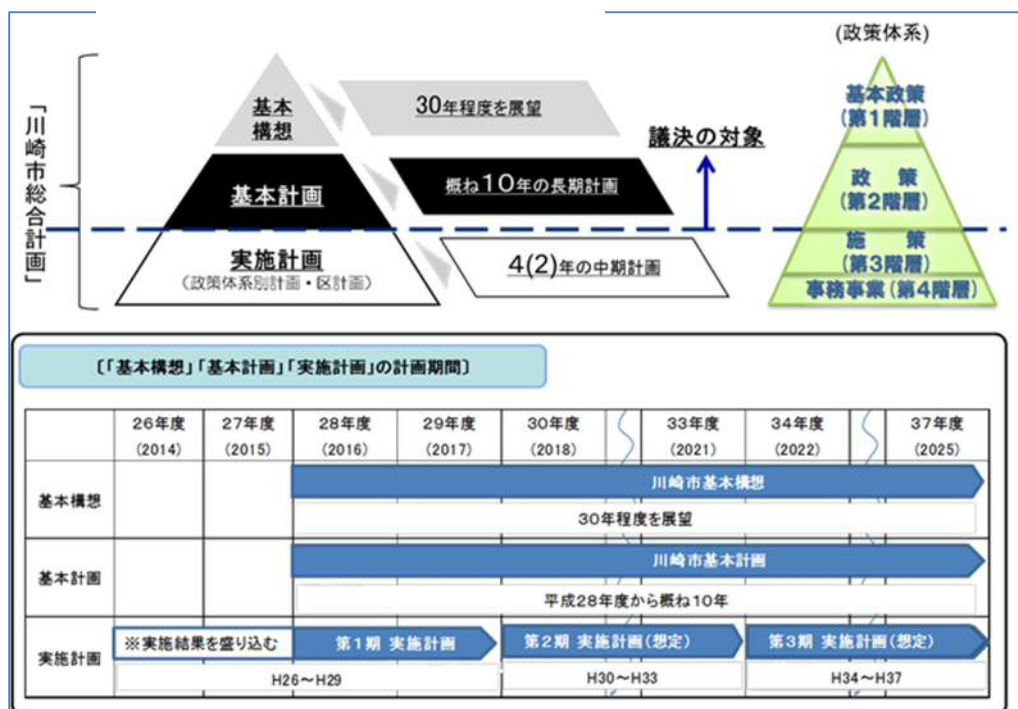 「川崎市総合計画」
基本
構想
30年程度を展望
基本計画
概ね10年の長期計画
議決の対象
実施計画
(政策体系別計画・区計画)
4(2)年の中期計画
(政策体系)
基本政策
(第1階層)
政 策
(第2階層)
施 策
(第3階層)
事務事業(第4階層)
〔「基本構想」「基本計画」「実施計画」の計画期間〕
26年度 27年度 28年度 29年度 30年度 33年度 34年度 37年度
(2014) (2015) (2016) (2017) (2018) (2021) (2022) (2025)
基本構想
川崎市基本構想
30年程度を展望
基本計画
川崎市基本計画
平成28年度から概ね10年
実施計画
※実施結果を盛り込む 第1期 実施計画 第2期 実施計画(想定) 第3期 実施計画(想定)
H26～H29 H30～H33 H34～H37